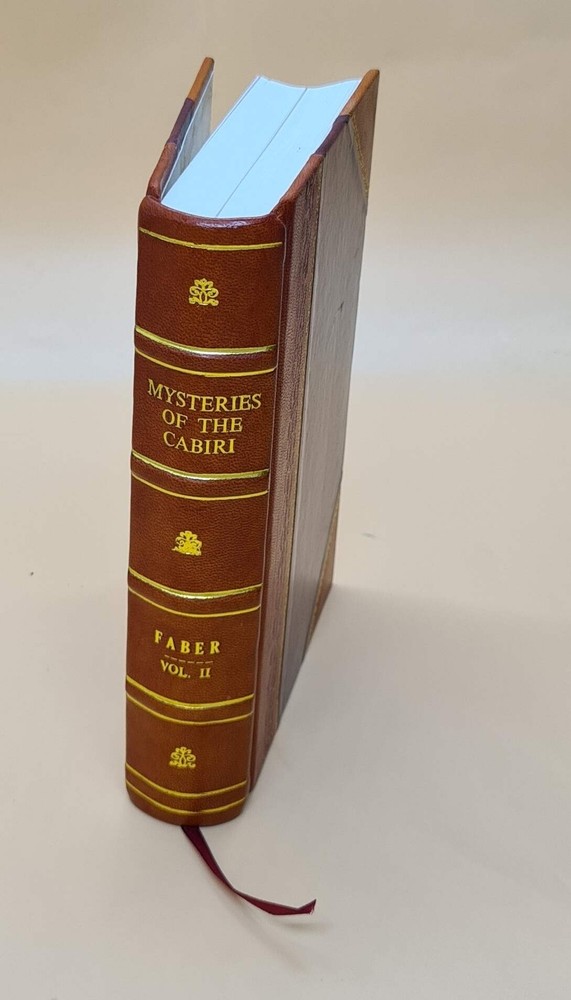 MYSTERIES
OF THE
CABIRI
FABER
VOL. II